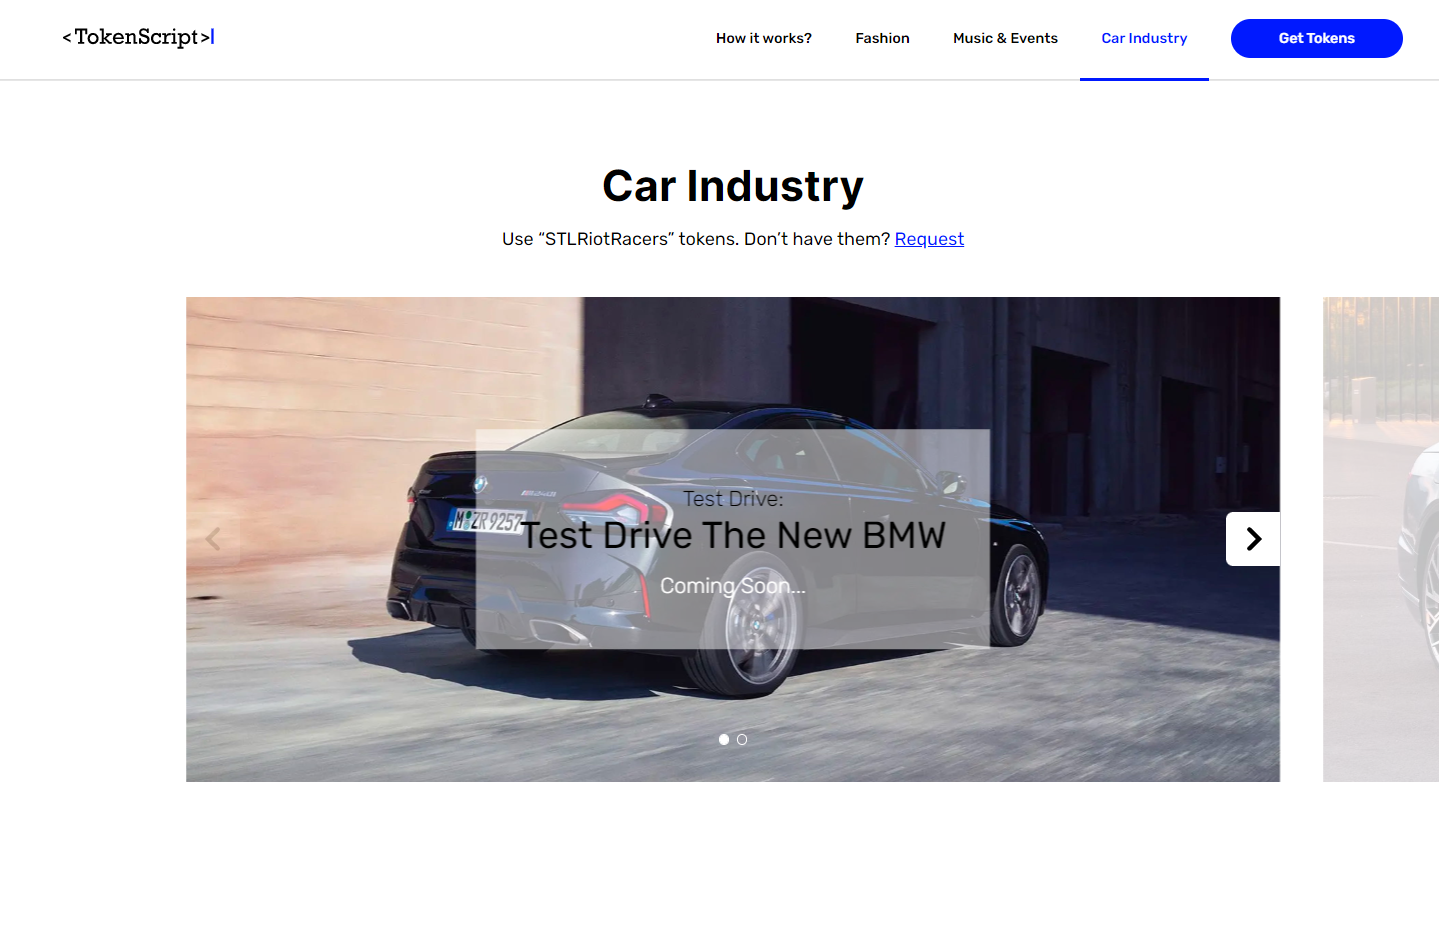 <TokenScript>|
How it works?
Fashion
Music & Events
Car Industry
Get Tokens
Car Industry
Use “STLRiotRacers” tokens. Don’t have them? Request
M ZR 9257
Test Drive:
Test Drive The New BMW
Coming Soon...